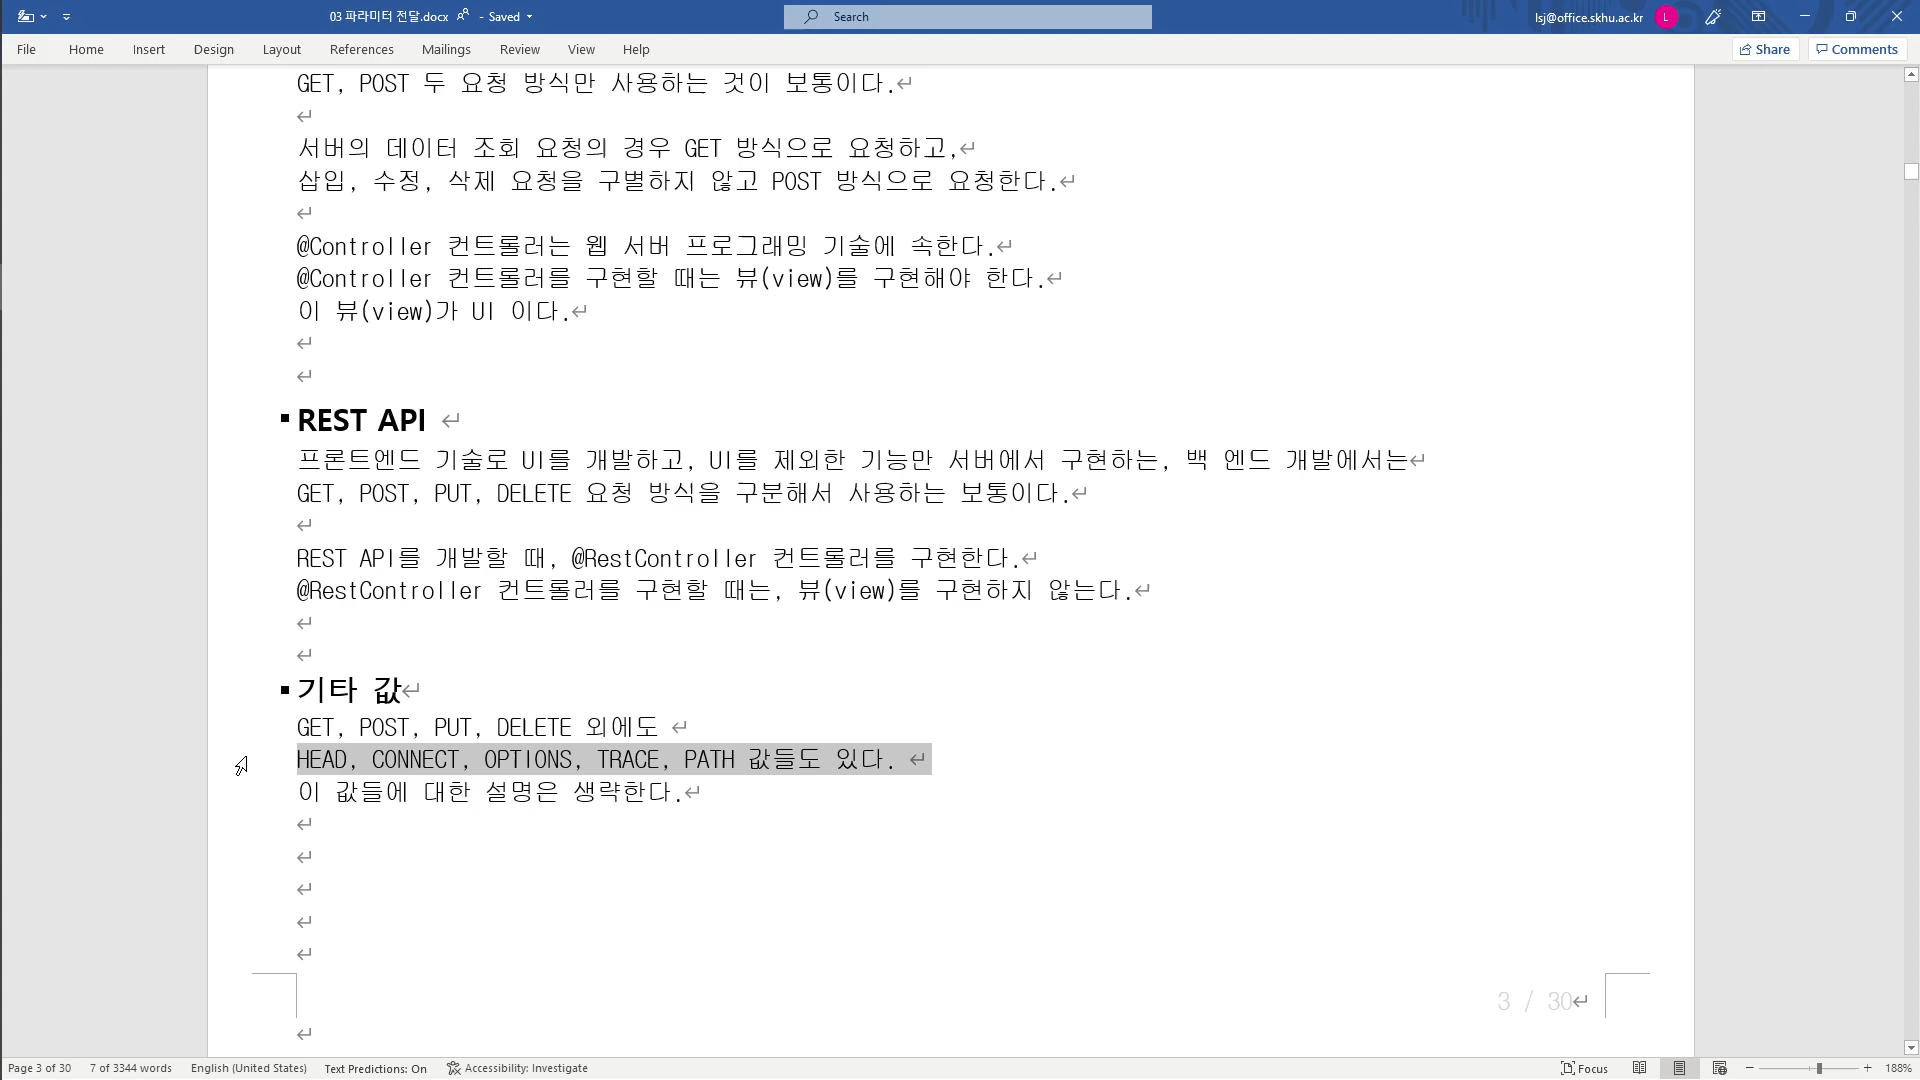 03 파라미터 전달.docx - Saved
Search
lsj@office.skhu.ac.kr L
File Home Insert Design Layout References Mailings Review View Help Share Comments
GET, POST 두 요청 방식만 사용하는 것이 보통이다.
서버의 데이터 조회 요청의 경우 GET 방식으로 요청하고,
삽입, 수정, 삭제 요청을 구별하지 않고 POST 방식으로 요청한다.
@Controller 컨트롤러는 웹 서버 프로그래밍 기술에 속한다.
@Controller 컨트롤러를 구현할 때는 뷰(view)를 구현해야 한다.
이 뷰(view)가 UI 이다.
REST API
프론트엔드 기술로 UI를 개발하고, UI를 제외한 기능만 서버에서 구현하는, 백 엔드 개발에서는
GET, POST, PUT, DELETE 요청 방식을 구분해서 사용하는 보통이다.
REST API를 개발할 때, @RestController 컨트롤러를 구현한다.
@RestController 컨트롤러를 구현할 때는, 뷰(view)를 구현하지 않는다.
기타 값
GET, POST, PUT, DELETE 외에도
HEAD, CONNECT, OPTIONS, TRACE, PATH 값들도 있다.
이 값들에 대한 설명은 생략한다.
3 / 30
Page 3 of 30 7 of 3344 words English (United States) Text Predictions: On Accessibility: Investigate Focus 188%